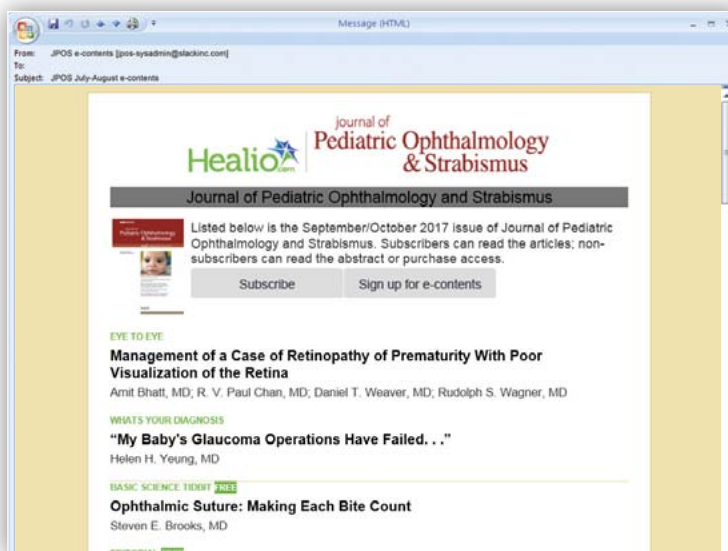 Message (HTML)
From: JPOS e-contents [jpos-sysadmin@slackinc.com]
To:
Subject: JPOS July-August e-contents
Healio.com
journal of
Pediatric Ophthalmology
& Strabismus
Journal of Pediatric Ophthalmology and Strabismus
Listed below is the September/October 2017 issue of Journal of Pediatric
Ophthalmology and Strabismus. Subscribers can read the articles; non-
subscribers can read the abstract or purchase access.
Subscribe
Sign up for e-contents
EYE TO EYE
Management of a Case of Retinopathy of Prematurity With Poor
Visualization of the Retina
Amit Bhatt, MD; R. V. Paul Chan, MD; Daniel T. Weaver, MD; Rudolph S. Wagner, MD
WHATS YOUR DIAGNOSIS
“My Baby's Glaucoma Operations Have Failed. . .”
Helen H. Yeung, MD
BASIC SCIENCE TIDBIT FREE
Ophthalmic Suture: Making Each Bite Count
Steven E. Brooks, MD